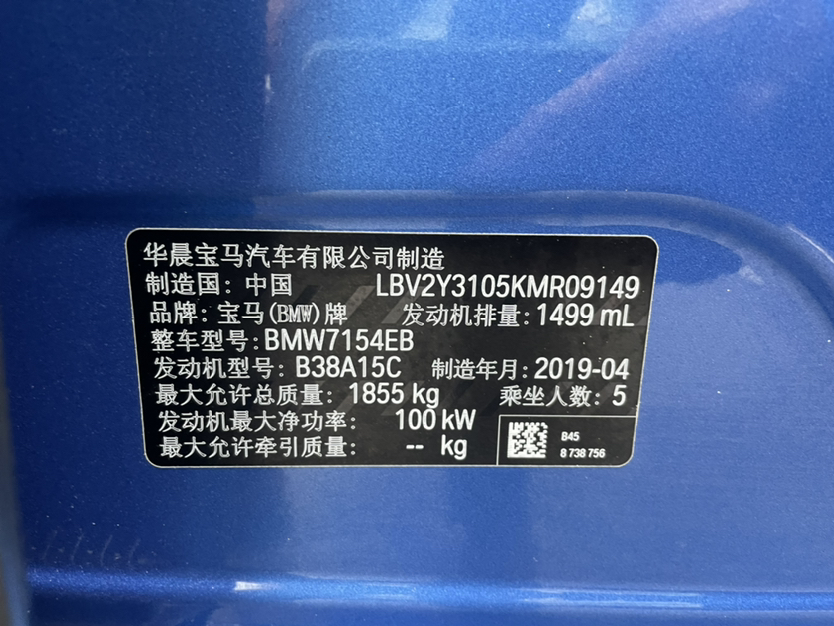 华晨宝马汽车有限公司制造
制造国：中国 LBV2Y3105KMR09149
品牌：宝马(BMW)牌 发动机排量：1499 mL
整车型号：BMW7154EB
发动机型号：B38A15C 制造年月：2019-04
最大允许总质量：1855 kg 乘坐人数：5
发动机最大净功率： 100 kW
最大允许牵引质量： -- kg
B45
8 738 756